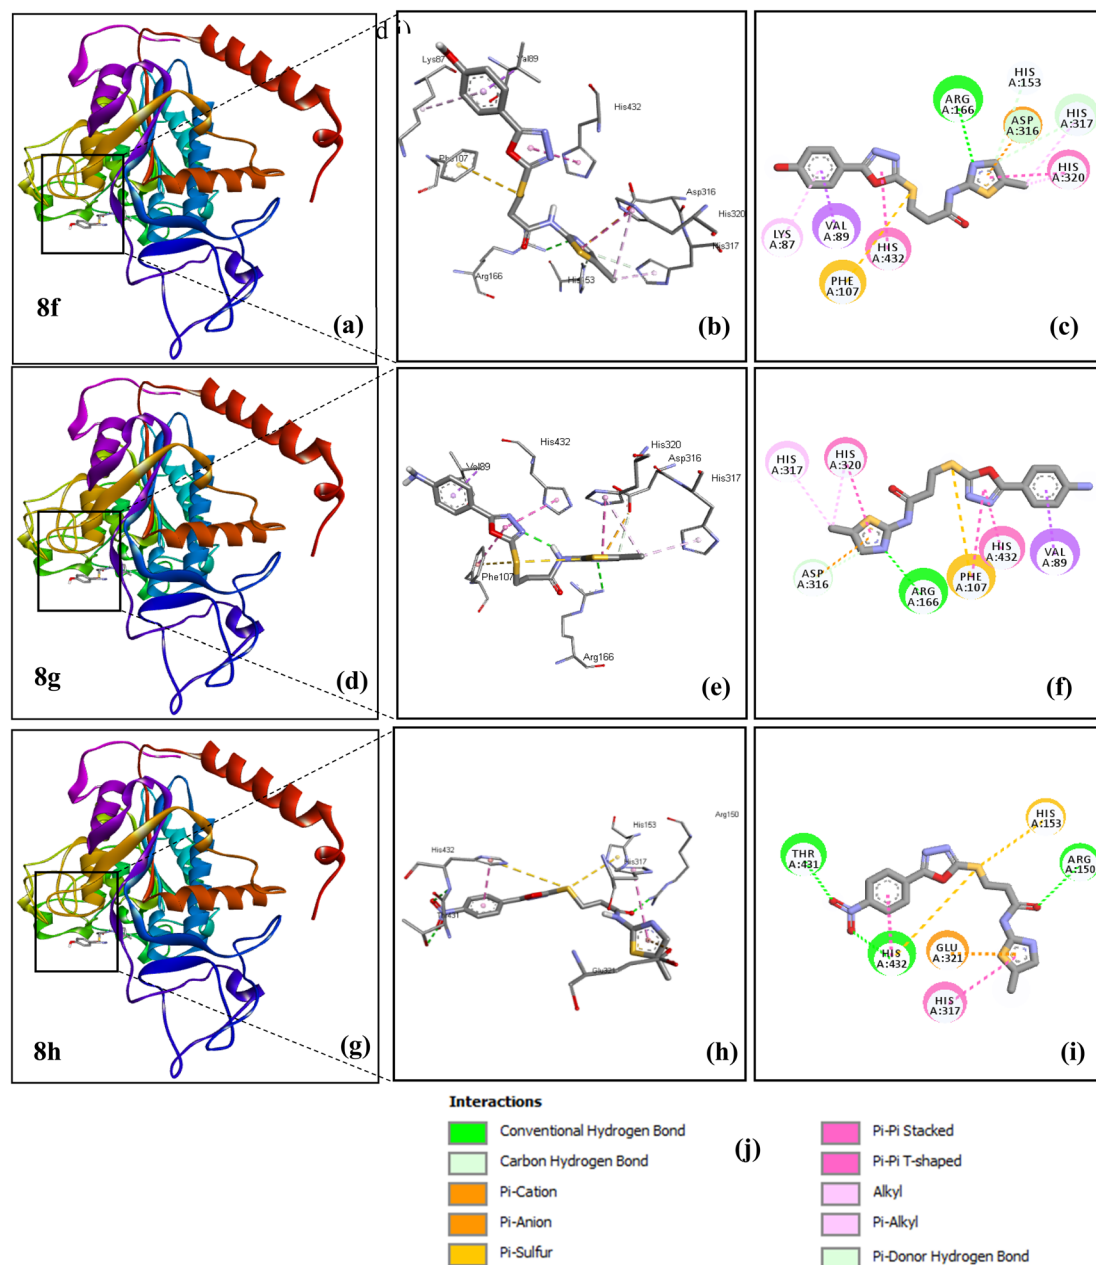 d i)
8f
(a)
Lys87
Val89
His432
Phe107
Asp316
His320
His317
Arg166
His153
(b)
HIS
A:153
ARG
A:166
ASP
A:316
HIS
A:317
HIS
A:320
LYS
A:87
VAL
A:89
HIS
A:432
PHE
A:107
(c)
8g
(d)
His432
Val89
His320
Asp316
His317
Phe107
Arg166
(e)
HIS
A:317
HIS
A:320
ASP
A:316
ARG
A:166
PHE
A:107
HIS
A:432
VAL
A:89
(f)
8h
(g)
Arg150
His153
His432
His317
Glu321
(h)
HIS
A:153
THR
A:431
ARG
A:150
HIS
A:432
GLU
A:321
HIS
A:317
(i)
Interactions
Conventional Hydrogen Bond
Carbon Hydrogen Bond
Pi-Cation
Pi-Anion
Pi-Sulfur
(j)
Pi-Pi Stacked
Pi-Pi T-shaped
Alkyl
Pi-Alkyl
Pi-Donor Hydrogen Bond